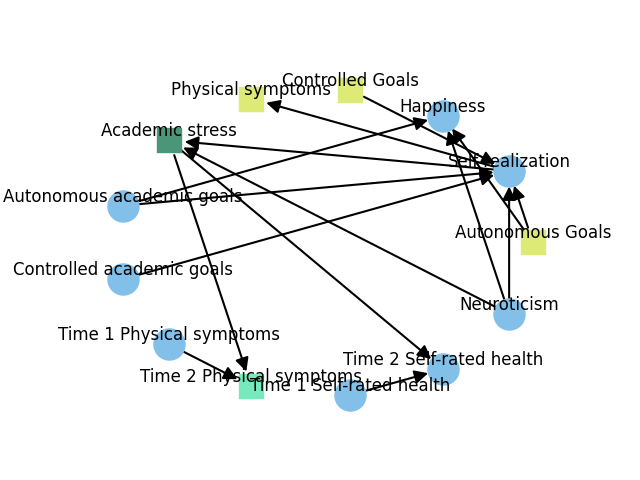 Controlled Goals
Physical symptoms
Happiness
Academic stress
Self-realization
Autonomous academic goals
Autonomous Goals
Controlled academic goals
Neuroticism
Time 1 Physical symptoms
Time 2 Self-rated health
Time 2 Physical symptoms
Time 1 Self-rated health